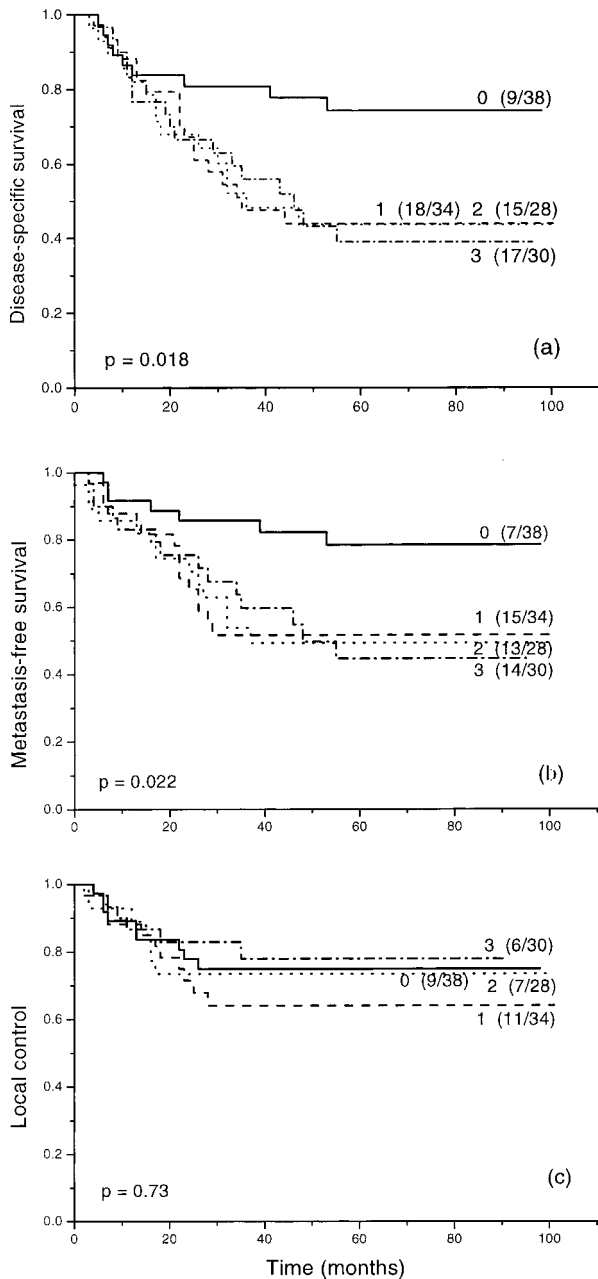 Disease-specific survival
1.0
0.8
0.6
0.4
0.2
0.0
0 (9/38)
1 (18/34) 2 (15/28)
3 (17/30)
p = 0.018
(a)
0 20 40 60 80 100
Metastasis-free survival
1.0
0.8
0.6
0.4
0.2
0.0
0 (7/38)
1 (15/34)
2 (13/28)
3 (14/30)
p = 0.022
(b)
0 20 40 60 80 100
Local control
1.0
0.8
0.6
0.4
0.2
0.0
3 (6/30)
0 (9/38) 2 (7/28)
1 (11/34)
p = 0.73
(c)
0 20 40 60 80 100
Time (months)